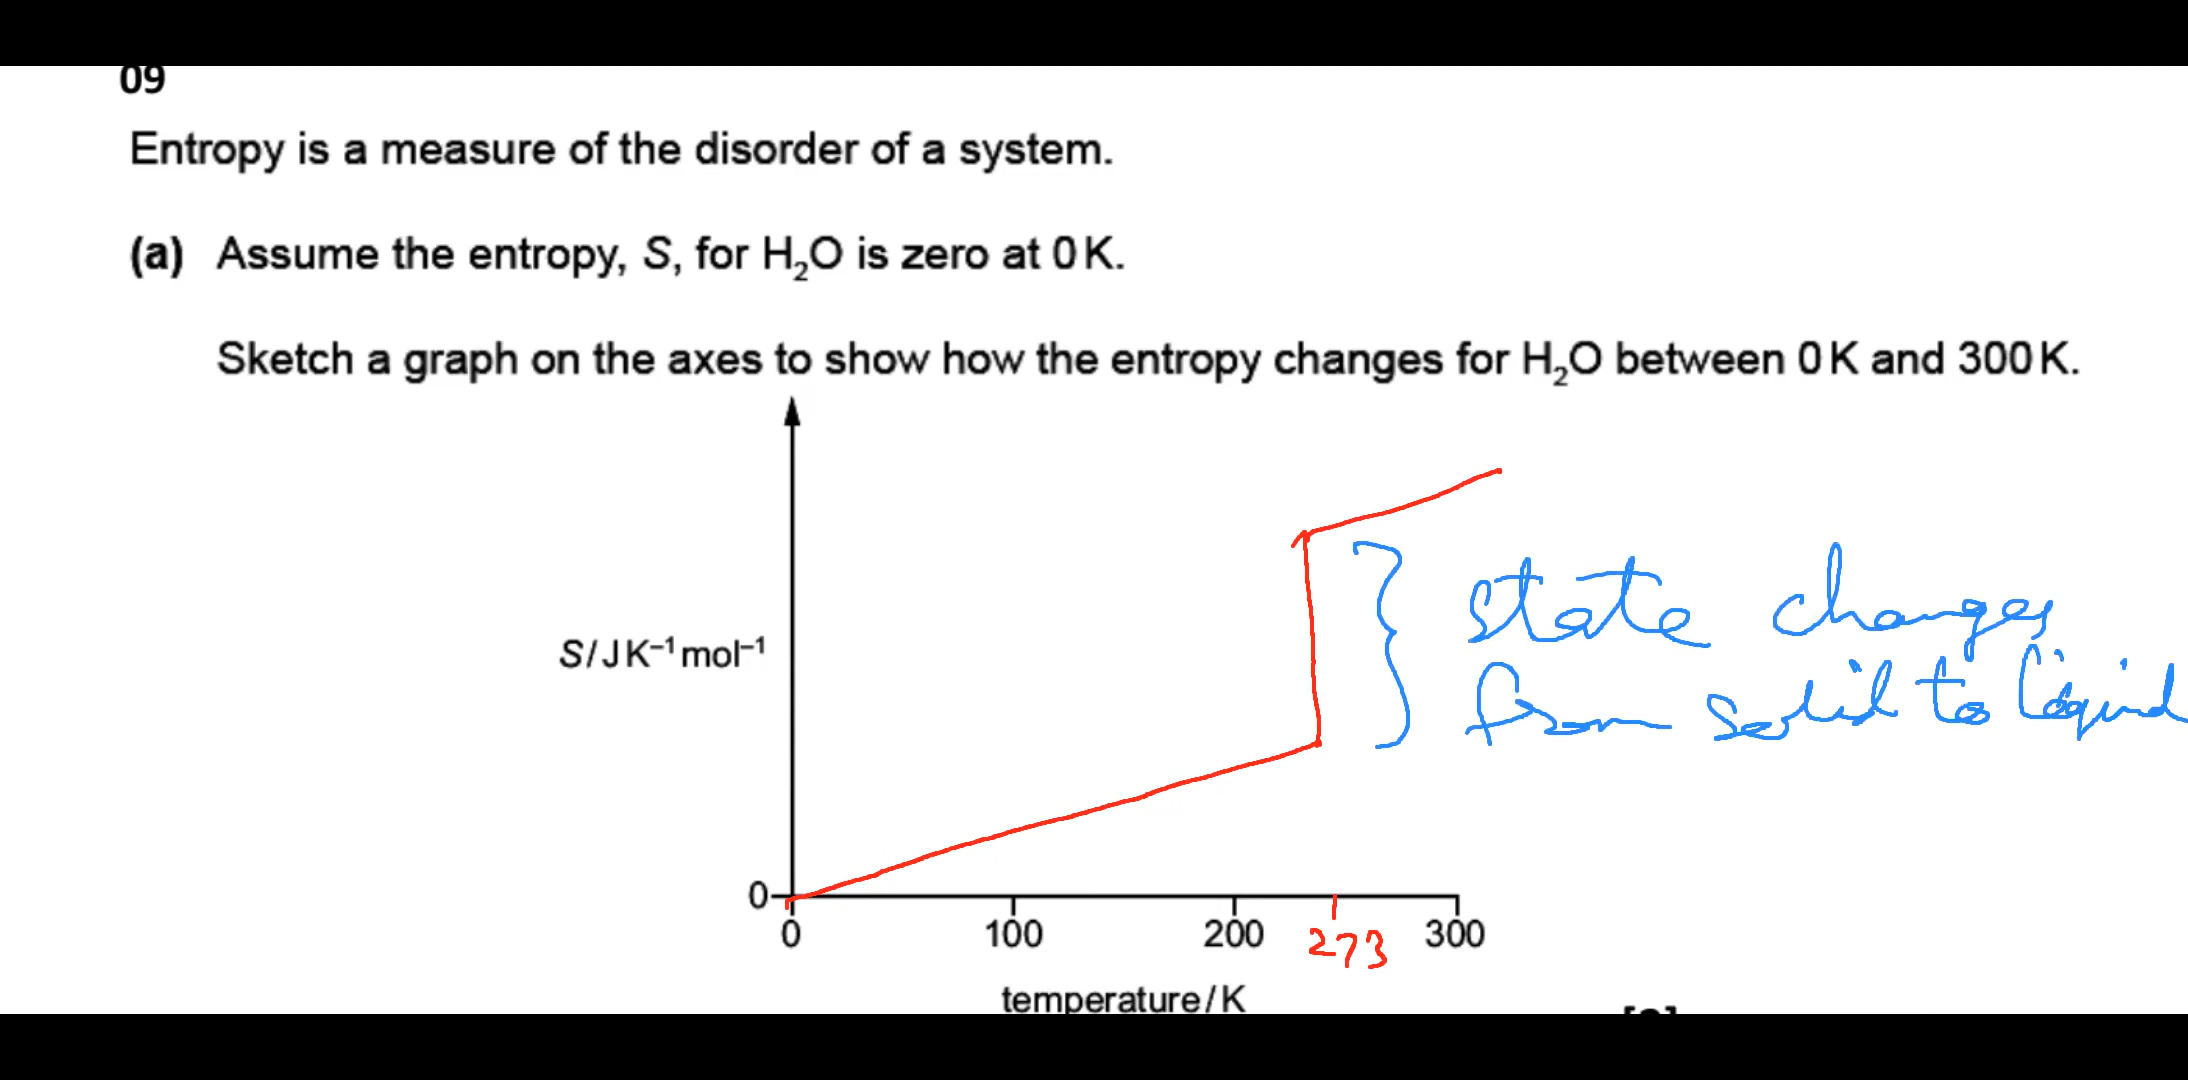 09
Entropy is a measure of the disorder of a system.
(a) Assume the entropy, S, for H₂O is zero at 0 K.
Sketch a graph on the axes to show how the entropy changes for H₂O between 0 K and 300 K.
S/J K⁻¹ mol⁻¹
state changes
from solid to liquid
0
0 100 200 273 300
temperature/K